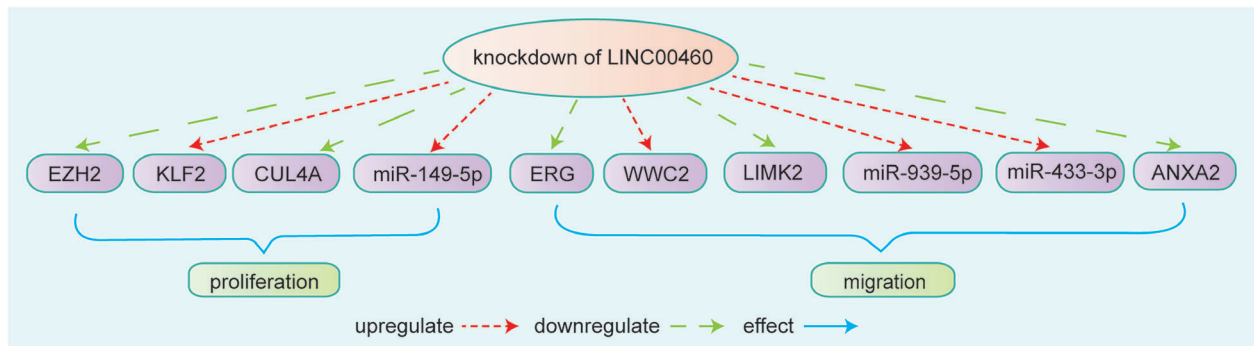 knockdown of LINC00460
EZH2 KLF2 CUL4A miR-149-5p ERG WWC2 LIMK2 miR-939-5p miR-433-3p ANXA2
proliferation migration
upregulate downregulate effect